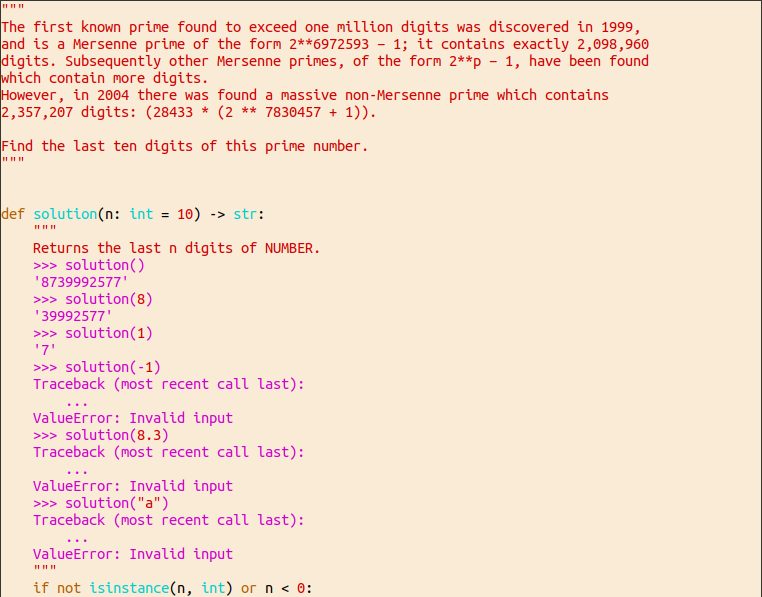 """
The first known prime found to exceed one million digits was discovered in 1999,
and is a Mersenne prime of the form 2**6972593 − 1; it contains exactly 2,098,960
digits. Subsequently other Mersenne primes, of the form 2**p − 1, have been found
which contain more digits.
However, in 2004 there was found a massive non-Mersenne prime which contains
2,357,207 digits: (28433 * (2 ** 7830457 + 1)).

Find the last ten digits of this prime number.
"""


def solution(n: int = 10) -> str:
    """
    Returns the last n digits of NUMBER.
    >>> solution()
    '8739992577'
    >>> solution(8)
    '39992577'
    >>> solution(1)
    '7'
    >>> solution(-1)
    Traceback (most recent call last):
        ...
    ValueError: Invalid input
    >>> solution(8.3)
    Traceback (most recent call last):
        ...
    ValueError: Invalid input
    >>> solution("a")
    Traceback (most recent call last):
        ...
    ValueError: Invalid input
    """
    if not isinstance(n, int) or n < 0: